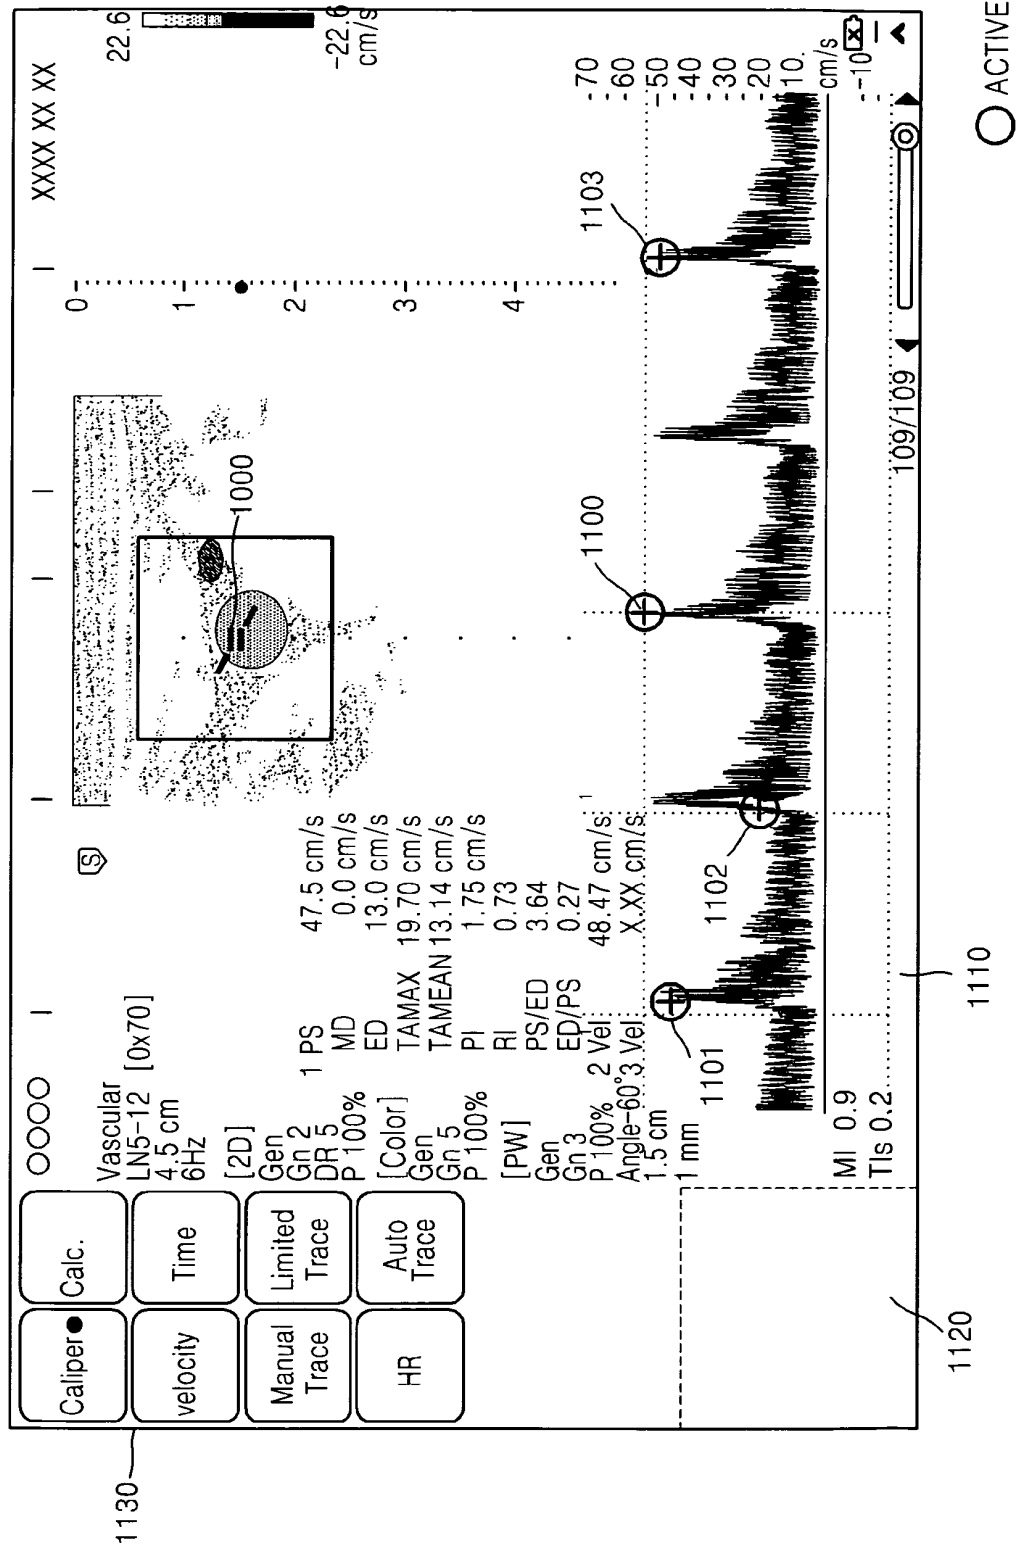 1130
Caliper
Calc.
velocity
Time
Manual Trace
Limited Trace
HR
Auto Trace
1120
XXXX XX XX
Vascular
LN5-12 [0x70]
4.5 cm
6Hz
[2D]
Gen
Gn 2
DR 5
P 100%
[Color]
Gen
Gn 5
P 100%
[PW]
Gen
Gn 3
P 100%
Angle-60°
1.5 cm
1 mm
MI 0.9
TIs 0.2
S
1 PS 47.5 cm/s
MD 0.0 cm/s
ED 13.0 cm/s
TAMAX 19.70 cm/s
TAMEAN 13.14 cm/s
PI 1.75 cm/s
RI 0.73
PS/ED 3.64
ED/PS 0.27
2 Vel 48.47 cm/s
3 Vel X.XX cm/s
1
1
1000
0
1
2
3
4
22.6
-22.6
cm/s
1101
1102
1100
1103
1110
-70
-60
-50
-40
-30
-20
10.
cm/s
-10
109/109
ACTIVE